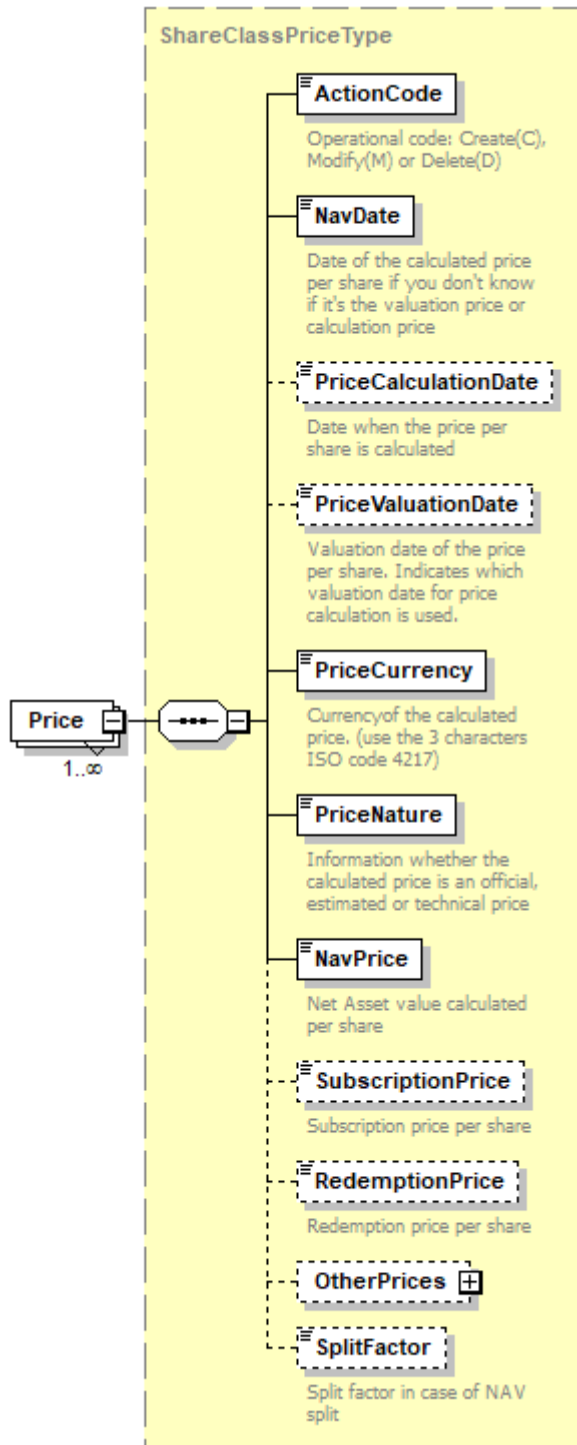 ShareClassPriceType
ActionCode
Operational code: Create(C),
Modify(M) or Delete(D)
NavDate
Date of the calculated price
per share if you don't know
if it's the valuation price or
calculation price
PriceCalculationDate
Date when the price per
share is calculated
PriceValuationDate
Valuation date of the price
per share. Indicates which
valuation date for price
calculation is used.
PriceCurrency
Currencyof the calculated
price. (use the 3 characters
ISO code 4217)
Price
1..∞
PriceNature
Information whether the
calculated price is an official,
estimated or technical price
NavPrice
Net Asset value calculated
per share
SubscriptionPrice
Subscription price per share
RedemptionPrice
Redemption price per share
OtherPrices
SplitFactor
Split factor in case of NAV
split